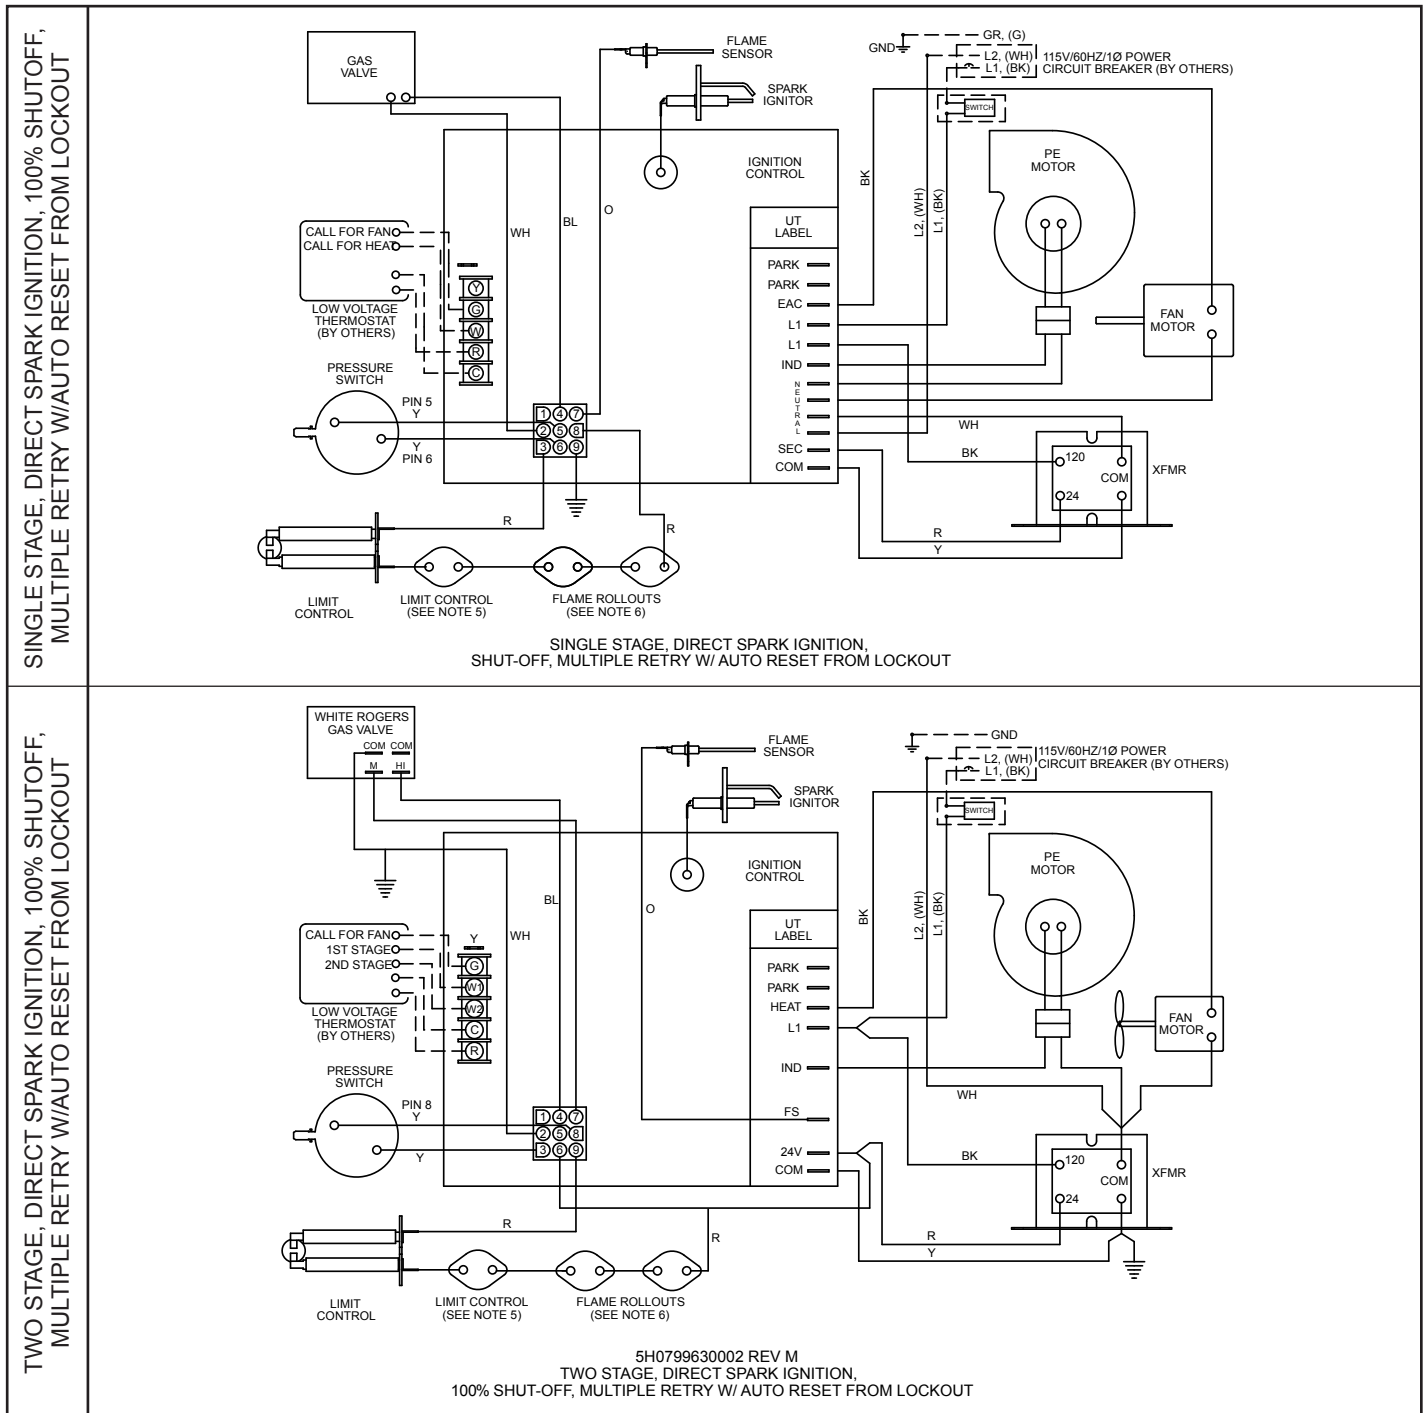 SINGLE STAGE, DIRECT SPARK IGNITION, 100% SHUTOFF,
MULTIPLE RETRY W/AUTO RESET FROM LOCKOUT
GAS
VALVE
FLAME
SENSOR
SPARK
IGNITOR
GR, (G)
GND
L2, (WH)
L1, (BK)
115V/60HZ/1Ø POWER
CIRCUIT BREAKER (BY OTHERS)
SWITCH
IGNITION
CONTROL
PE
MOTOR
BK
L2, (WH)
L1, (BK)
O
BL
WH
UT
LABEL
CALL FOR FAN
CALL FOR HEAT
LOW VOLTAGE
THERMOSTAT
(BY OTHERS)
Y
G
W
R
C
PARK
PARK
EAC
L1
L1
IND
NEUTRAL
SEC
COM
FAN
MOTOR
PRESSURE
SWITCH
PIN 5
Y
Y
PIN 6
1 4 7
2 5 8
3 6 9
WH
BK
120
COM
24
XFMR
R
Y
R
R
LIMIT
CONTROL
LIMIT CONTROL
(SEE NOTE 5)
FLAME ROLLOUTS
(SEE NOTE 6)
SINGLE STAGE, DIRECT SPARK IGNITION,
SHUT-OFF, MULTIPLE RETRY W/ AUTO RESET FROM LOCKOUT
TWO STAGE, DIRECT SPARK IGNITION, 100% SHUTOFF,
MULTIPLE RETRY W/AUTO RESET FROM LOCKOUT
WHITE ROGERS
GAS VALVE
COM COM
M HI
FLAME
SENSOR
SPARK
IGNITOR
GND
L2, (WH)
L1, (BK)
115V/60HZ/1Ø POWER
CIRCUIT BREAKER (BY OTHERS)
SWITCH
IGNITION
CONTROL
PE
MOTOR
BK
L2, (WH)
L1, (BK)
BL
O
WH
UT
LABEL
CALL FOR FAN
1ST STAGE
2ND STAGE
LOW VOLTAGE
THERMOSTAT
(BY OTHERS)
Y
G
W1
W2
C
R
PARK
PARK
HEAT
L1
IND
FS
24V
COM
FAN
MOTOR
PRESSURE
SWITCH
PIN 8
Y
Y
1 4 7
2 5 8
3 6 9
WH
BK
120
COM
24
XFMR
R
Y
R
R
LIMIT
CONTROL
LIMIT CONTROL
(SEE NOTE 5)
FLAME ROLLOUTS
(SEE NOTE 6)
5H0799630002 REV M
TWO STAGE, DIRECT SPARK IGNITION,
100% SHUT-OFF, MULTIPLE RETRY W/ AUTO RESET FROM LOCKOUT